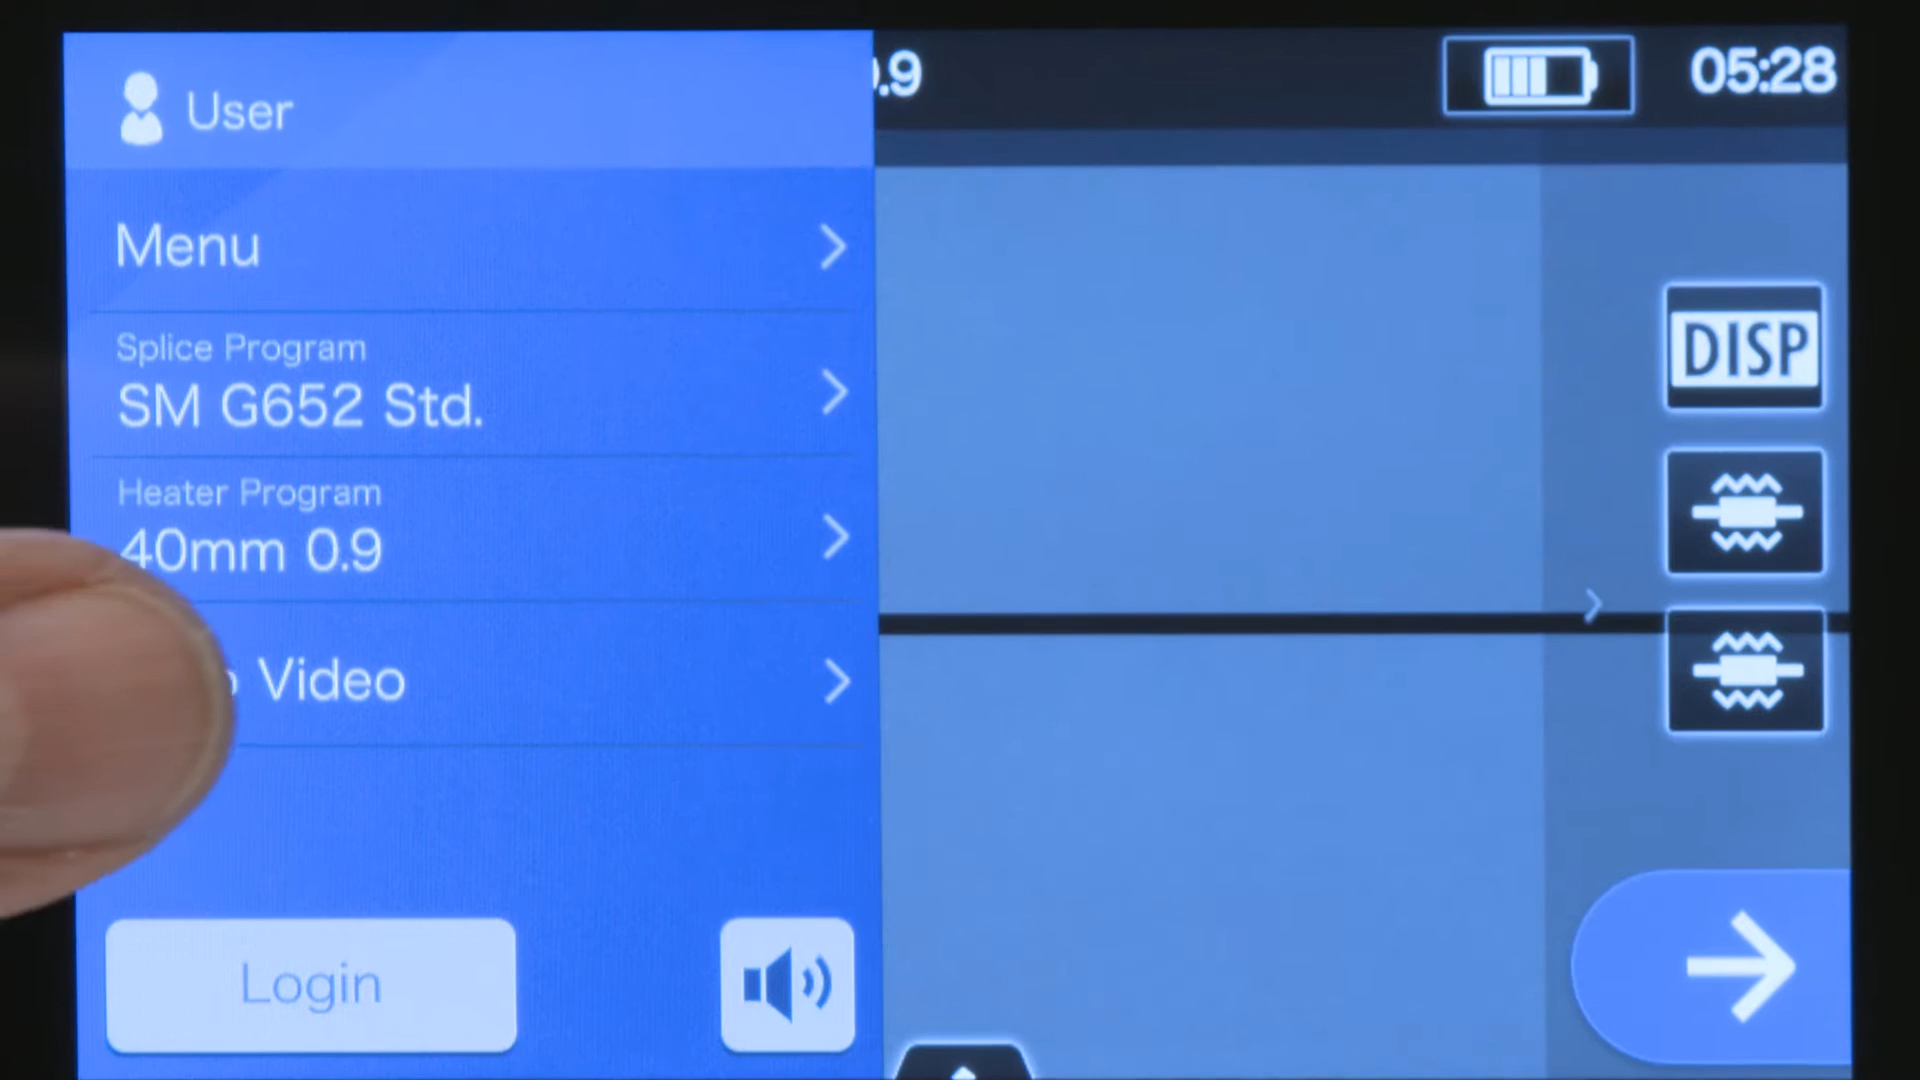 User
.9
05:28
Menu
Splice Program
SM G652 Std.
DISP
Heater Program
40mm 0.9
Video
Login